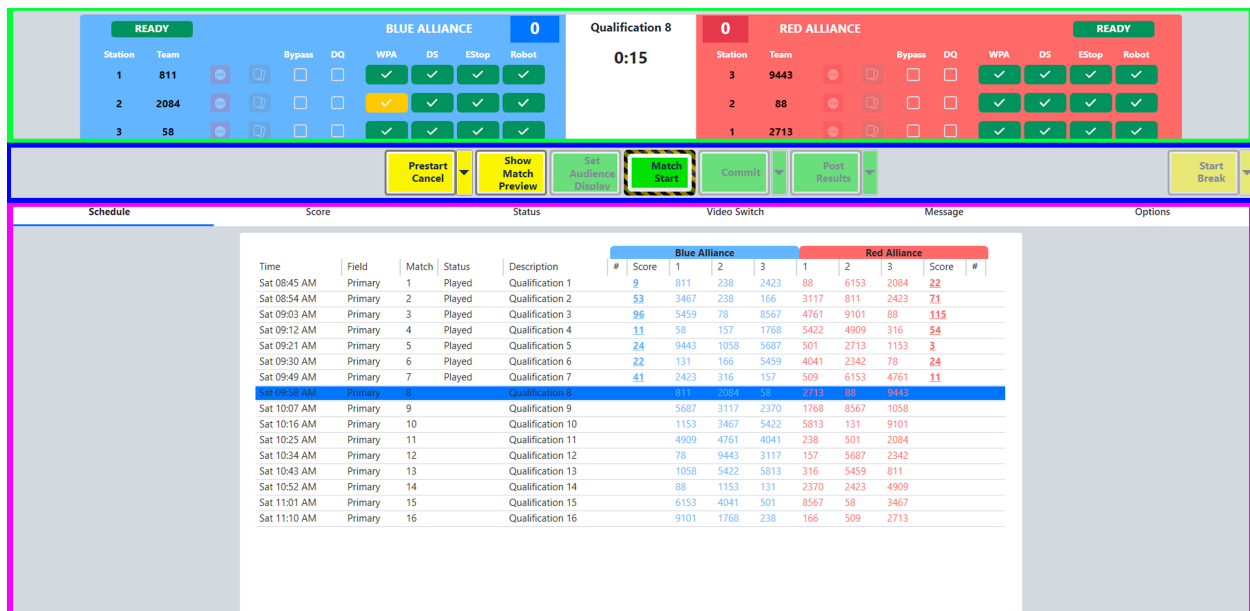 READY BLUE ALLIANCE 0 Qualification 8 0 RED ALLIANCE READY
0:15
Station Team Bypass DQ WPA DS EStop Robot Station Team Bypass DQ WPA DS EStop Robot
1 811 3 9443
2 2084 2 88
3 58 1 2713
Prestart Cancel Show Match Preview Set Audience Display Match Start Commit Post Results Start Break
Schedule Score Status Video Switch Message Options
Blue Alliance Red Alliance
Time Field Match Status Description # Score 1 2 3 1 2 3 Score #
Sat 08:45 AM Primary 1 Played Qualification 1 9 811 238 2423 88 6153 2084 22
Sat 08:54 AM Primary 2 Played Qualification 2 53 3467 238 166 3117 811 2423 71
Sat 09:03 AM Primary 3 Played Qualification 3 96 5459 78 8567 4761 9101 88 115
Sat 09:12 AM Primary 4 Played Qualification 4 11 58 157 1768 5422 4909 316 54
Sat 09:21 AM Primary 5 Played Qualification 5 24 9443 1058 5687 501 2713 1153 3
Sat 09:30 AM Primary 6 Played Qualification 6 22 131 166 5459 4041 2342 78 24
Sat 09:49 AM Primary 7 Played Qualification 7 41 2423 316 157 509 6153 4761 11
Sat 09:58 AM Primary 8 Qualification 8 811 2084 58 2713 88 9443
Sat 10:07 AM Primary 9 Qualification 9 5687 3117 2370 1768 8567 1058
Sat 10:16 AM Primary 10 Qualification 10 1153 3467 5422 5813 131 9101
Sat 10:25 AM Primary 11 Qualification 11 4909 4761 4041 238 501 2084
Sat 10:34 AM Primary 12 Qualification 12 78 9443 3117 157 5687 2342
Sat 10:43 AM Primary 13 Qualification 13 1058 5422 5813 316 5459 811
Sat 10:52 AM Primary 14 Qualification 14 88 1153 131 2370 2423 4909
Sat 11:01 AM Primary 15 Qualification 15 6153 4041 501 8567 58 3467
Sat 11:10 AM Primary 16 Qualification 16 9101 1768 238 166 509 2713